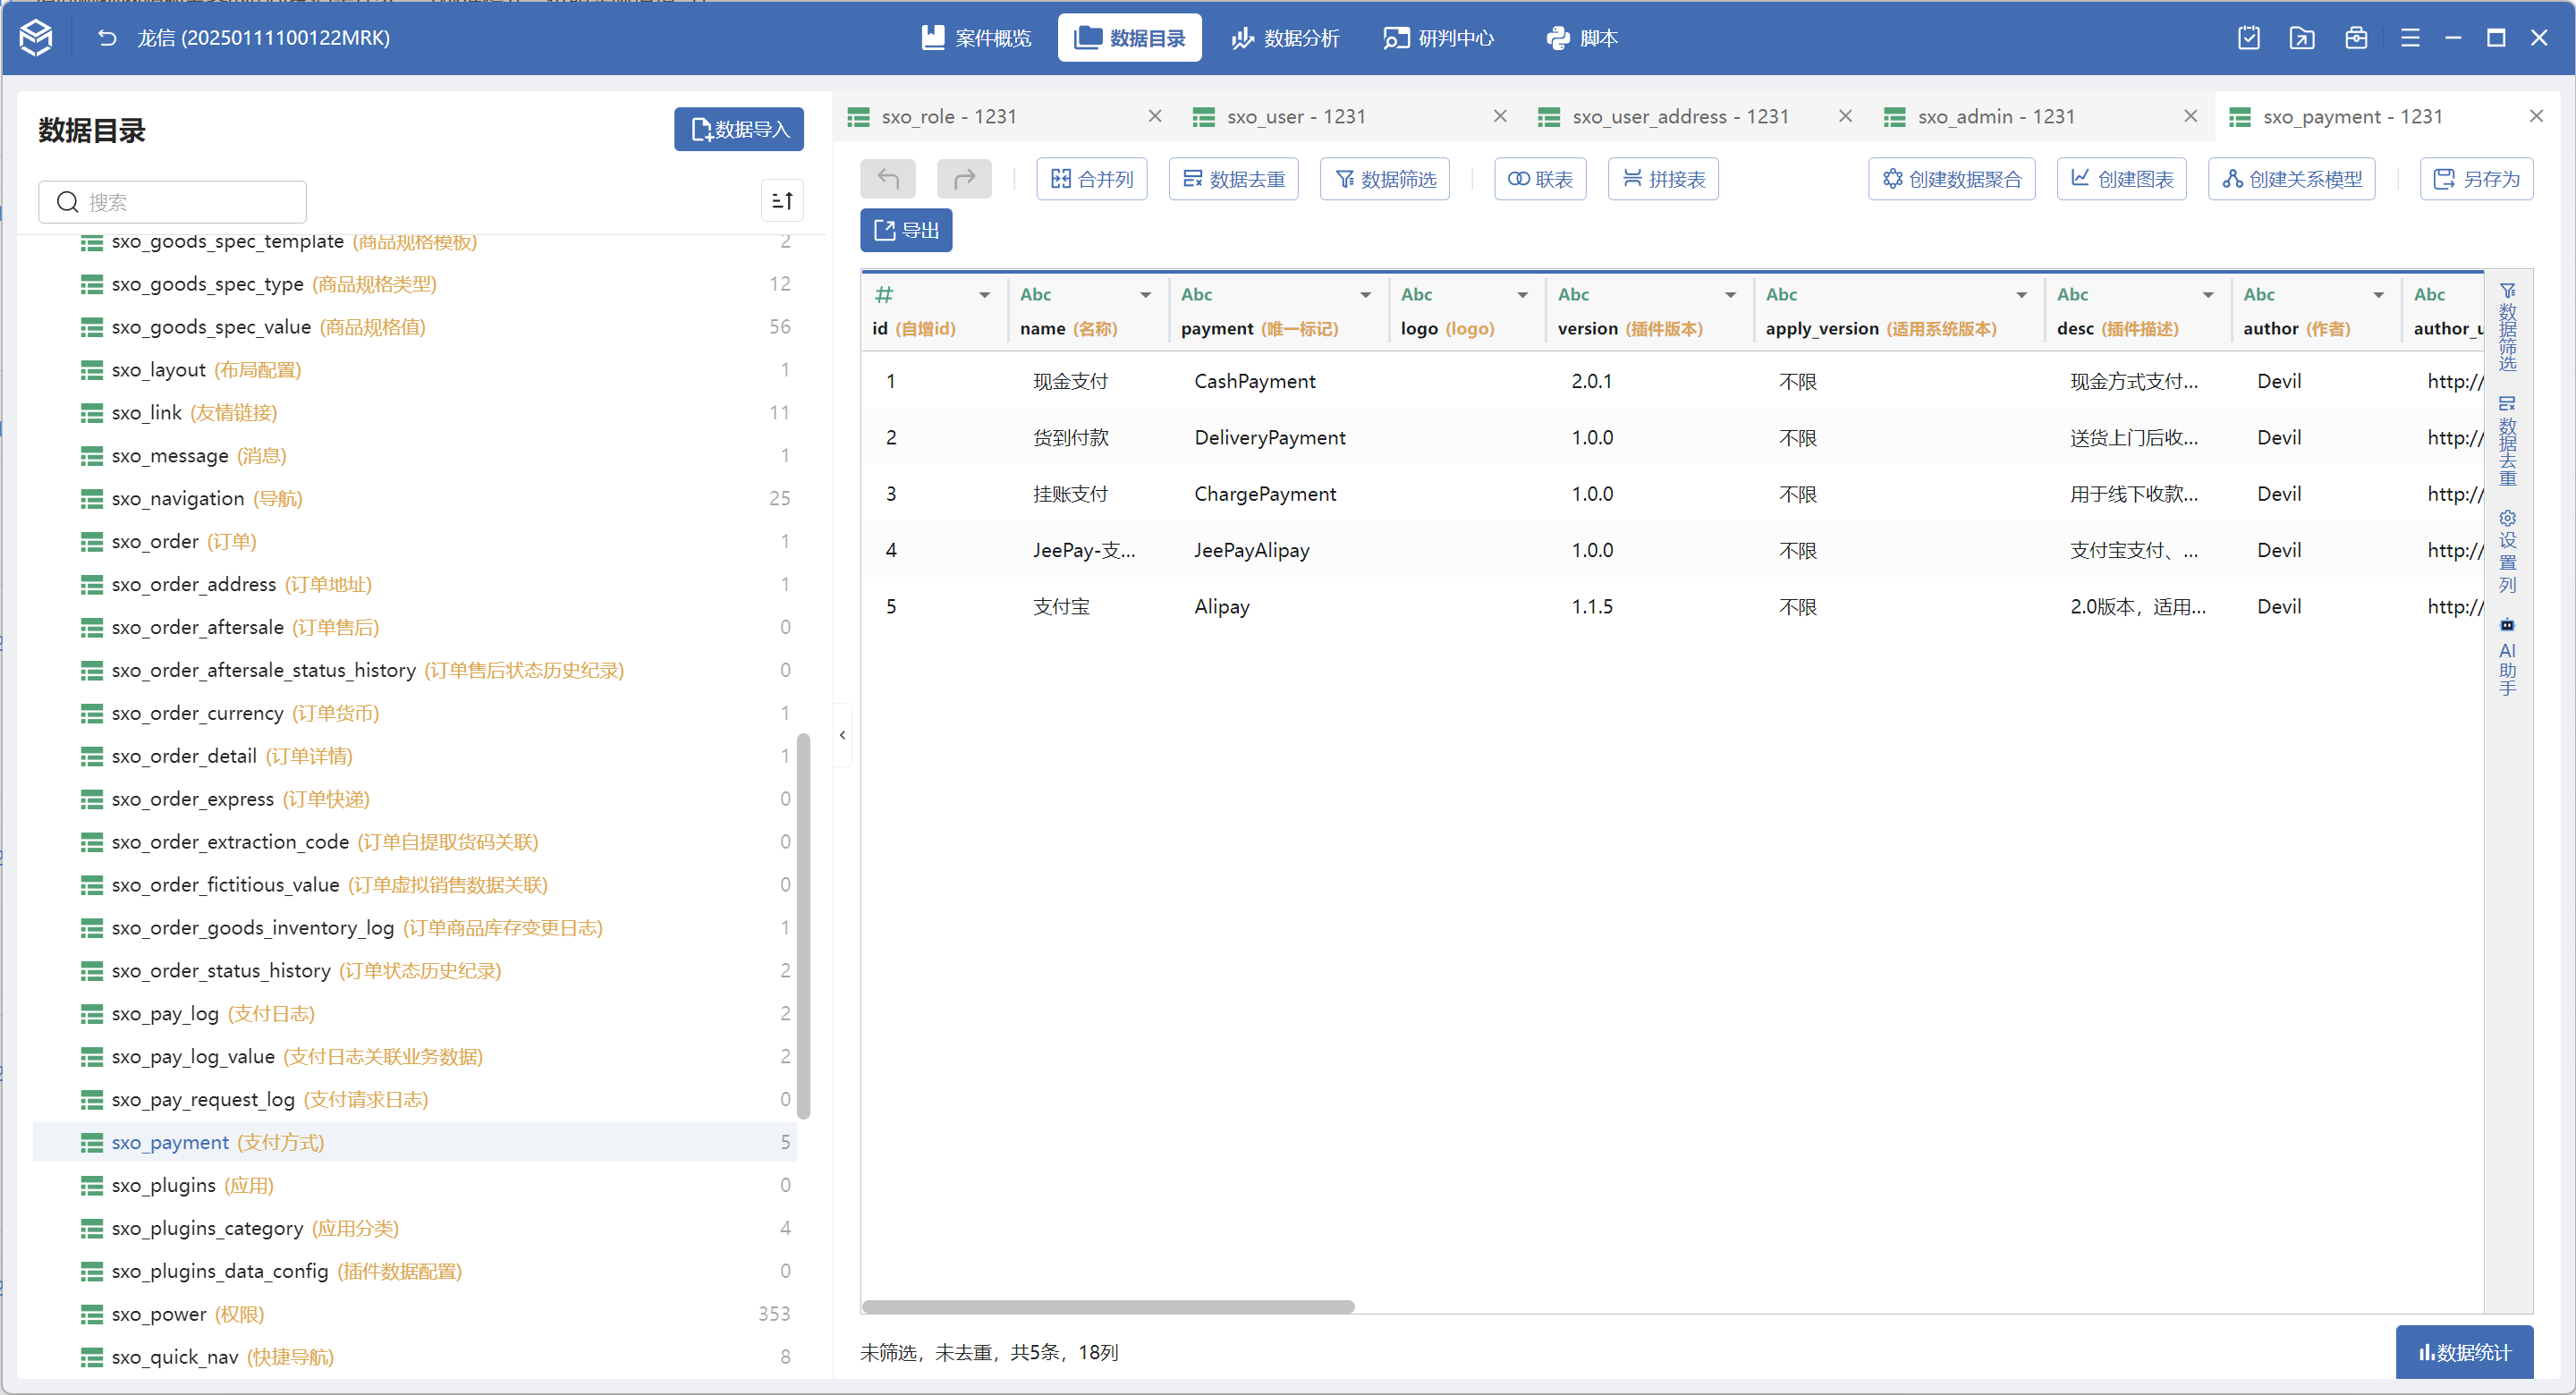 龙信 (20250111100122MRK)
案件概览
数据目录
数据分析
研判中心
脚本
数据目录
数据导入
搜索
sxo_goods_spec_template (商品规格模板) 2
sxo_goods_spec_type (商品规格类型) 12
sxo_goods_spec_value (商品规格值) 56
sxo_layout (布局配置) 1
sxo_link (友情链接) 11
sxo_message (消息) 1
sxo_navigation (导航) 25
sxo_order (订单) 1
sxo_order_address (订单地址) 1
sxo_order_aftersale (订单售后) 0
sxo_order_aftersale_status_history (订单售后状态历史纪录) 0
sxo_order_currency (订单货币) 1
sxo_order_detail (订单详情) 1
sxo_order_express (订单快递) 0
sxo_order_extraction_code (订单自提取货码关联) 0
sxo_order_fictitious_value (订单虚拟销售数据关联) 0
sxo_order_goods_inventory_log (订单商品库存变更日志) 1
sxo_order_status_history (订单状态历史纪录) 2
sxo_pay_log (支付日志) 2
sxo_pay_log_value (支付日志关联业务数据) 2
sxo_pay_request_log (支付请求日志) 0
sxo_payment (支付方式) 5
sxo_plugins (应用) 0
sxo_plugins_category (应用分类) 4
sxo_plugins_data_config (插件数据配置) 0
sxo_power (权限) 353
sxo_quick_nav (快捷导航) 8
sxo_role - 1231
sxo_user - 1231
sxo_user_address - 1231
sxo_admin - 1231
sxo_payment - 1231
合并列
数据去重
数据筛选
联表
拼接表
创建数据聚合
创建图表
创建关系模型
另存为
导出
# Abc Abc Abc Abc Abc Abc Abc Abc
id (自增id) name (名称) payment (唯一标记) logo (logo) version (插件版本) apply_version (适用系统版本) desc (插件描述) author (作者) author_u
1 现金支付 CashPayment 2.0.1 不限 现金方式支付... Devil http://
2 货到付款 DeliveryPayment 1.0.0 不限 送货上门后收... Devil http://
3 挂账支付 ChargePayment 1.0.0 不限 用于线下收款... Devil http://
4 JeePay-支... JeePayAlipay 1.0.0 不限 支付宝支付、... Devil http://
5 支付宝 Alipay 1.1.5 不限 2.0版本，适用... Devil http://
数据筛选
数据去重
设置列
AI助手
未筛选，未去重，共5条，18列
数据统计